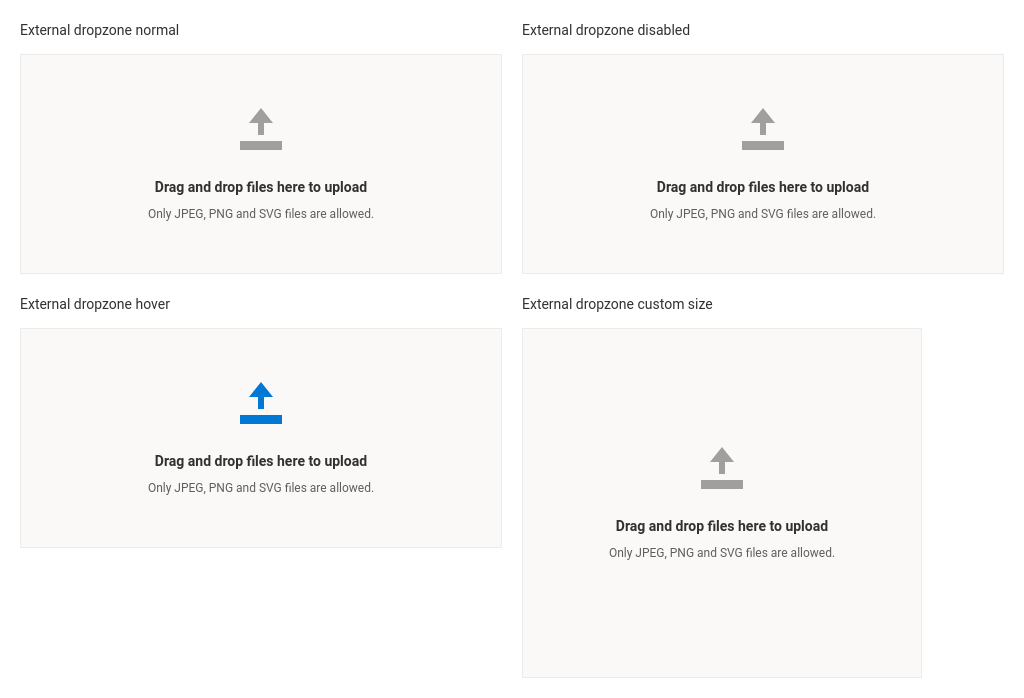 External dropzone normal
Drag and drop files here to upload
Only JPEG, PNG and SVG files are allowed.
External dropzone disabled
Drag and drop files here to upload
Only JPEG, PNG and SVG files are allowed.
External dropzone hover
Drag and drop files here to upload
Only JPEG, PNG and SVG files are allowed.
External dropzone custom size
Drag and drop files here to upload
Only JPEG, PNG and SVG files are allowed.